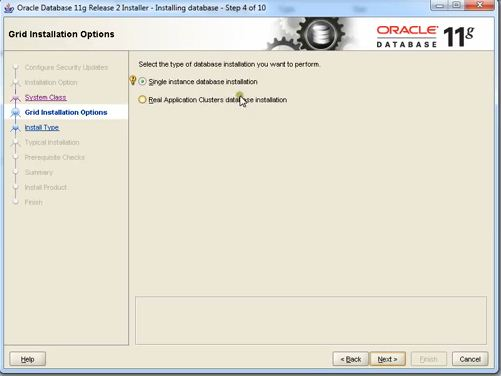 Oracle Database 11g Release 2 Installer - Installing database - Step 4 of 10
Grid Installation Options
ORACLE
DATABASE 11g
Configure Security Updates
Installation Option
System Class
Grid Installation Options
Install Type
Typical Installation
Prerequisite Checks
Summary
Install Product
Finish
Select the type of database installation you want to perform.
Single instance database installation
Real Application Clusters database installation
Help
< Back
Next >
Finish
Cancel